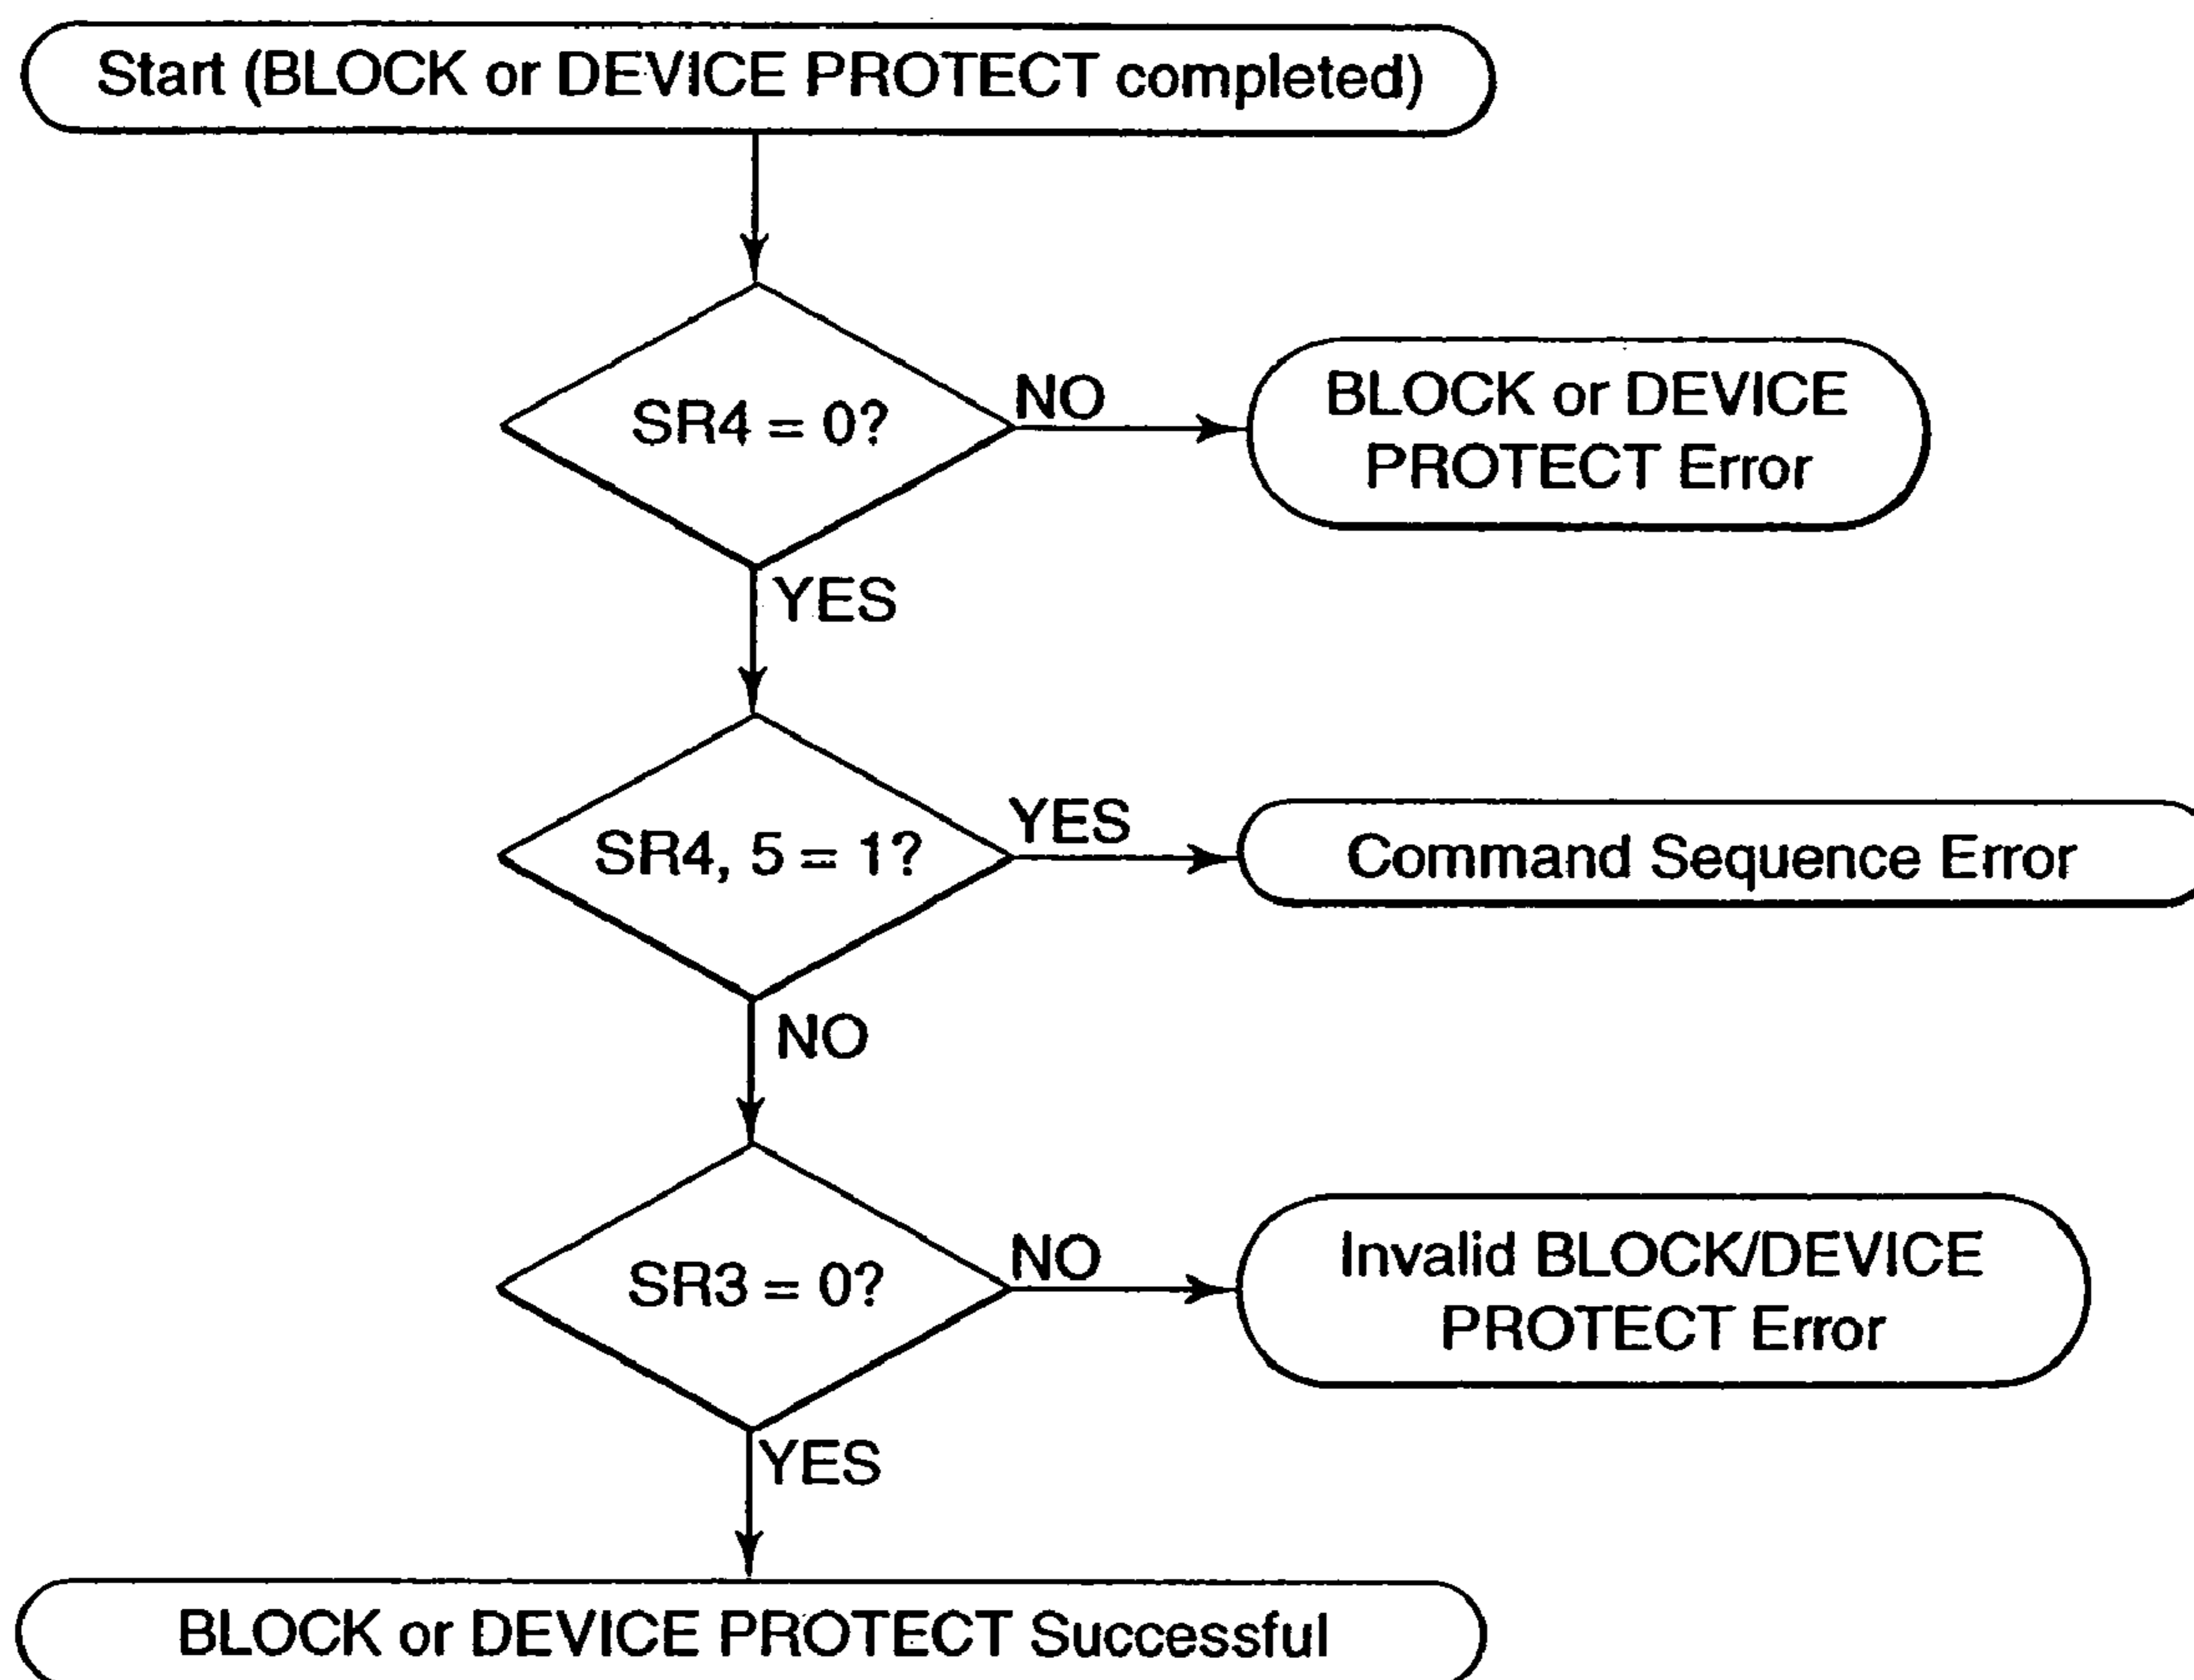 Start (BLOCK or DEVICE PROTECT completed)
SR4 = 0?
NO
BLOCK or DEVICE
PROTECT Error
YES
SR4, 5 = 1?
YES
Command Sequence Error
NO
SR3 = 0?
NO
Invalid BLOCK/DEVICE
PROTECT Error
YES
BLOCK or DEVICE PROTECT Successful